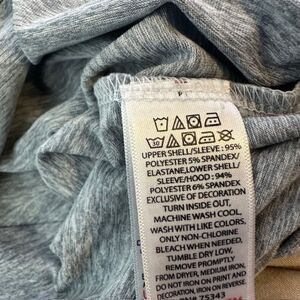 P
UPPER SHELL/SLEEVE : 95%
POLYESTER 5% SPANDEX/
ELASTANE,LOWER SHELL/
SLEEVE/HOOD : 94%
POLYESTER 6% SPANDEX
EXCLUSIVE OF DECORATION
TURN INSIDE OUT,
MACHINE WASH COOL,
WASH WITH LIKE COLORS,
ONLY NON-CHLORINE
BLEACH WHEN NEEDED,
TUMBLE DRY LOW,
REMOVE PROMPTLY
FROM DRYER, MEDIUM IRON,
DO NOT IRON ON PRINT AND
DECORATION, IRON ON REVERSE.
75343